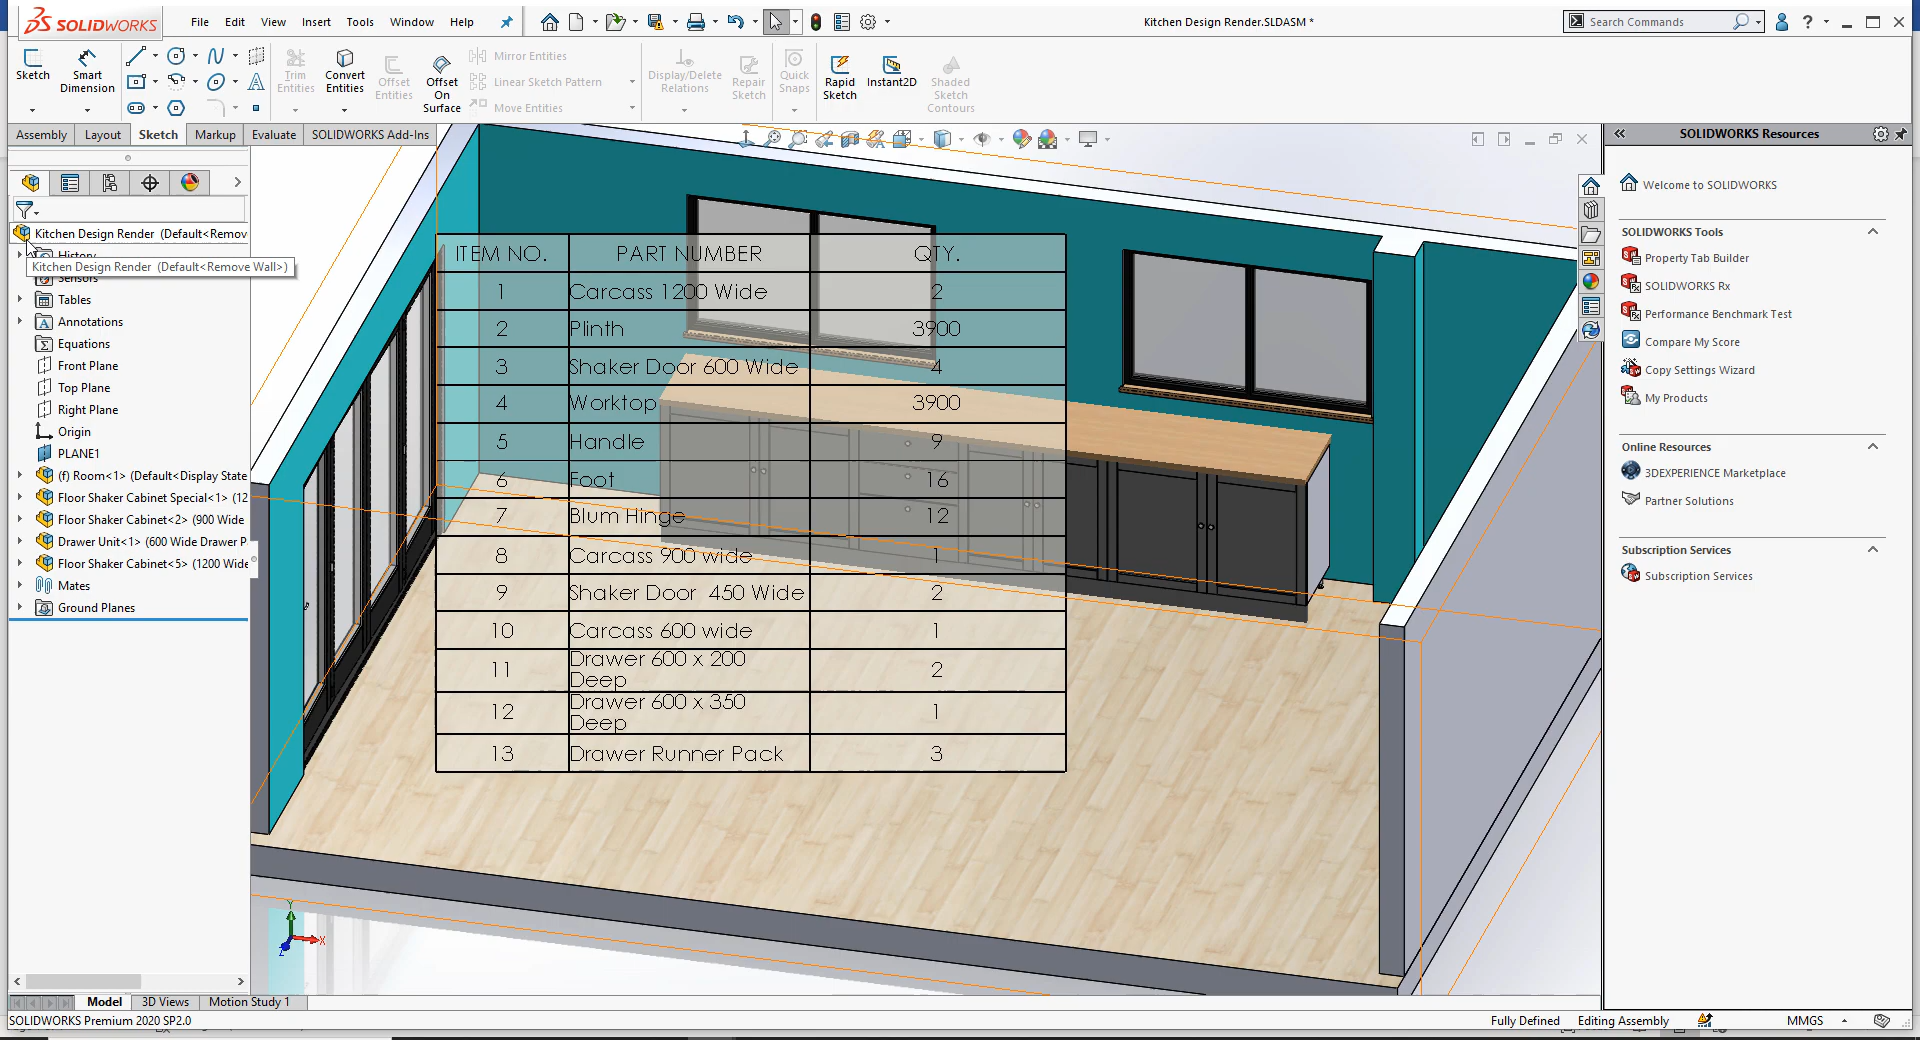 SOLIDWORKS File Edit View Insert Tools Window Help Kitchen Design Render.SLDASM * Search Commands
Sketch Smart Dimension Trim Entities Convert Entities Offset Entities Offset On Surface Mirror Entities Linear Sketch Pattern Move Entities Display/Delete Relations Repair Sketch Quick Snaps Rapid Sketch Instant2D Shaded Sketch Contours
Assembly Layout Sketch Markup Evaluate SOLIDWORKS Add-Ins
Kitchen Design Render (Default<Remov
History
Kitchen Design Render (Default<Remove Wall>)
Sensors
Tables
Annotations
Equations
Front Plane
Top Plane
Right Plane
Origin
PLANE1
(f) Room<1> (Default<Display State
Floor Shaker Cabinet Special<1> (12
Floor Shaker Cabinet<2> (900 Wide
Drawer Unit<1> (600 Wide Drawer P
Floor Shaker Cabinet<5> (1200 Wide
Mates
Ground Planes
ITEM NO. PART NUMBER QTY.
1 Carcass 1200 Wide 2
2 Plinth 3900
3 Shaker Door 600 Wide 4
4 Worktop 3900
5 Handle 9
6 Foot 16
7 Blum Hinge 12
8 Carcass 900 wide 1
9 Shaker Door 450 Wide 2
10 Carcass 600 wide 1
11 Drawer 600 x 200 Deep 2
12 Drawer 600 x 350 Deep 1
13 Drawer Runner Pack 3
Y
X
Z
SOLIDWORKS Resources
Welcome to SOLIDWORKS
SOLIDWORKS Tools
Property Tab Builder
SOLIDWORKS Rx
Performance Benchmark Test
Compare My Score
Copy Settings Wizard
My Products
Online Resources
3DEXPERIENCE Marketplace
Partner Solutions
Subscription Services
Subscription Services
Model 3D Views Motion Study 1
SOLIDWORKS Premium 2020 SP2.0 Fully Defined Editing Assembly MMGS